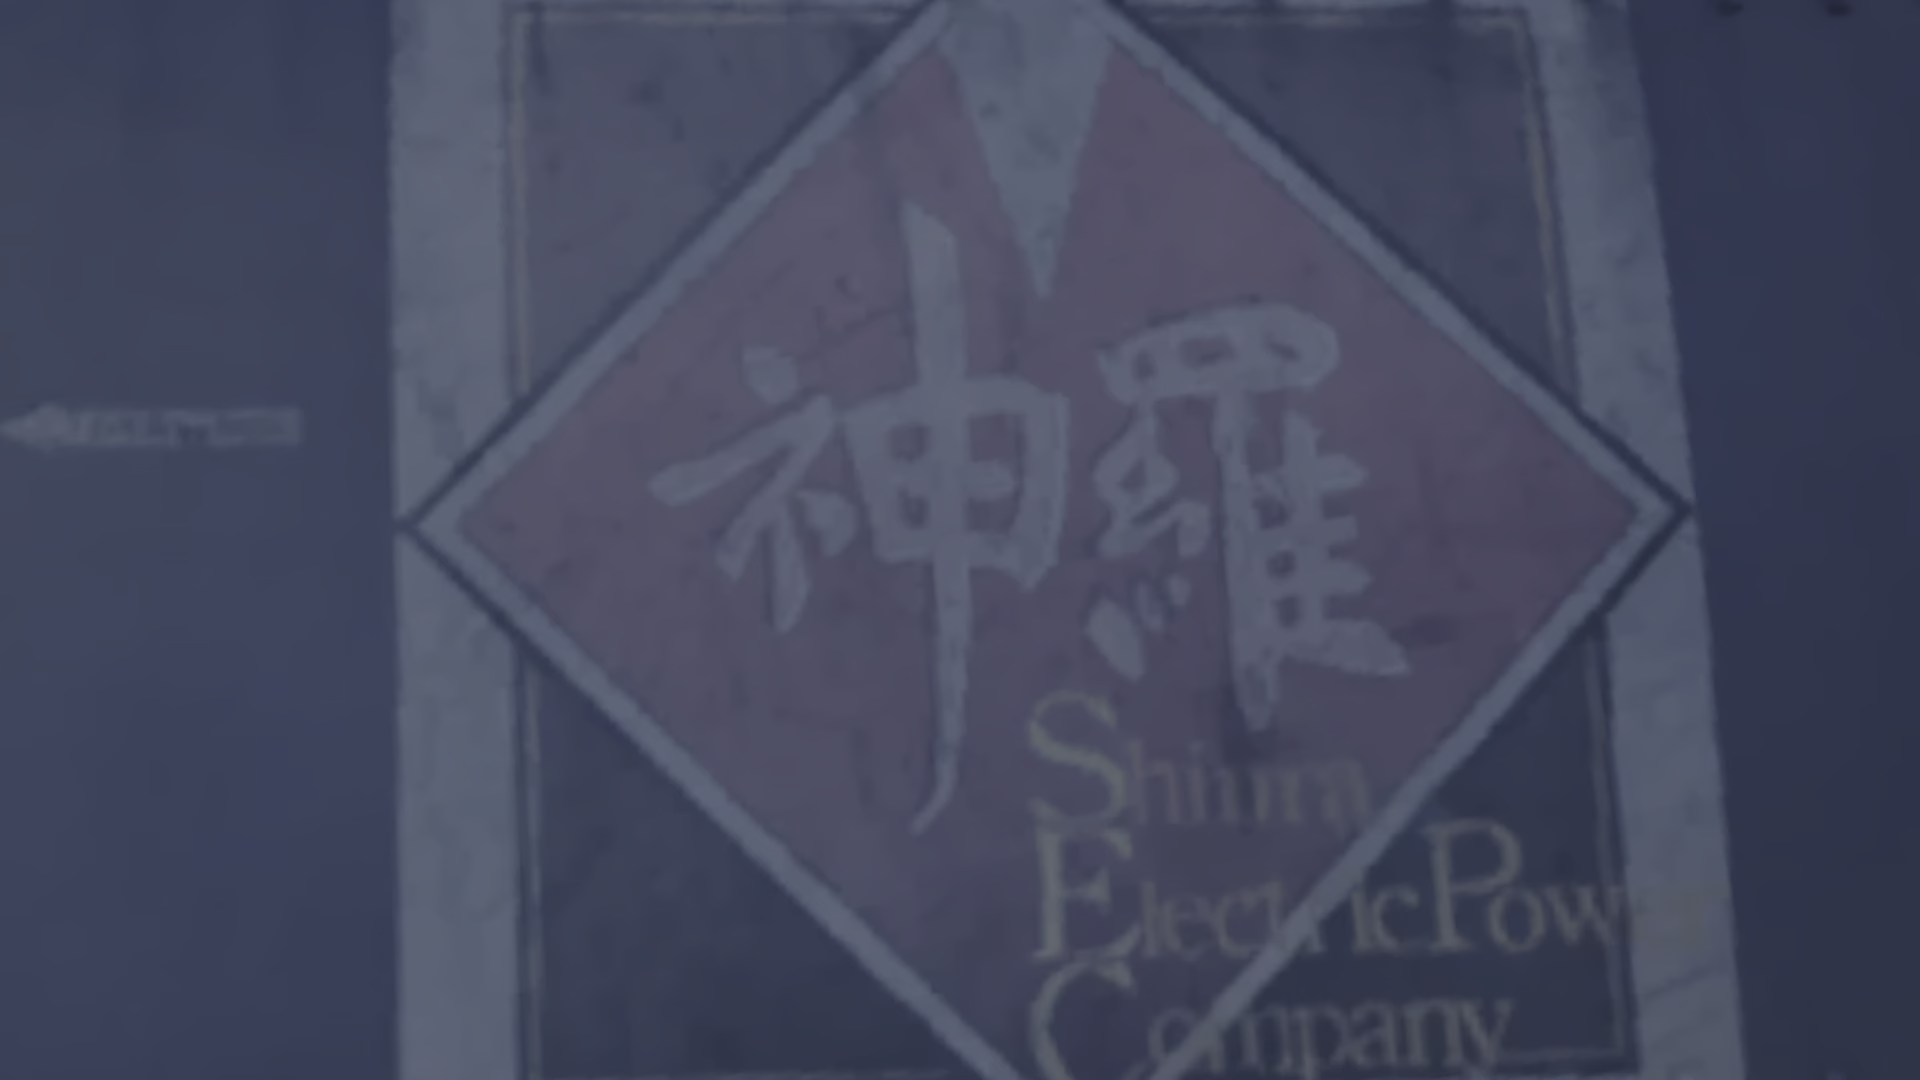 神羅
Shinra
Electric Pow
Company